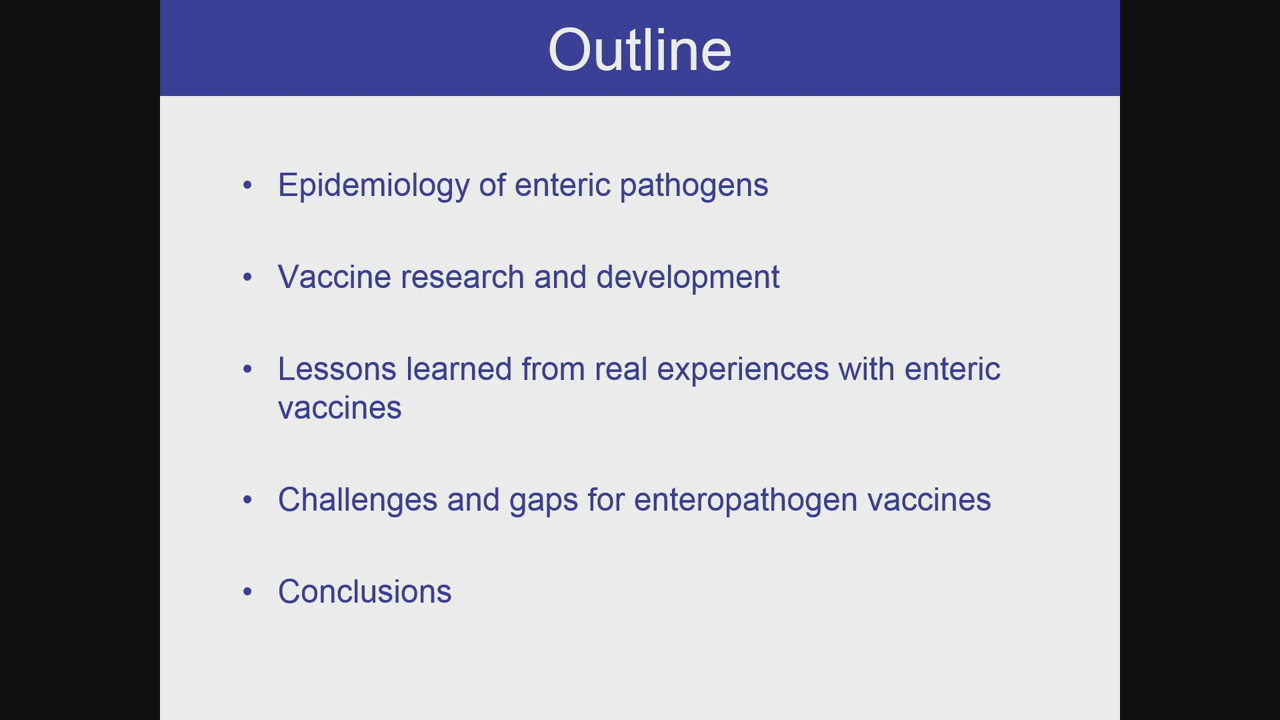 Outline
• Epidemiology of enteric pathogens
• Vaccine research and development
• Lessons learned from real experiences with enteric
vaccines
• Challenges and gaps for enteropathogen vaccines
• Conclusions